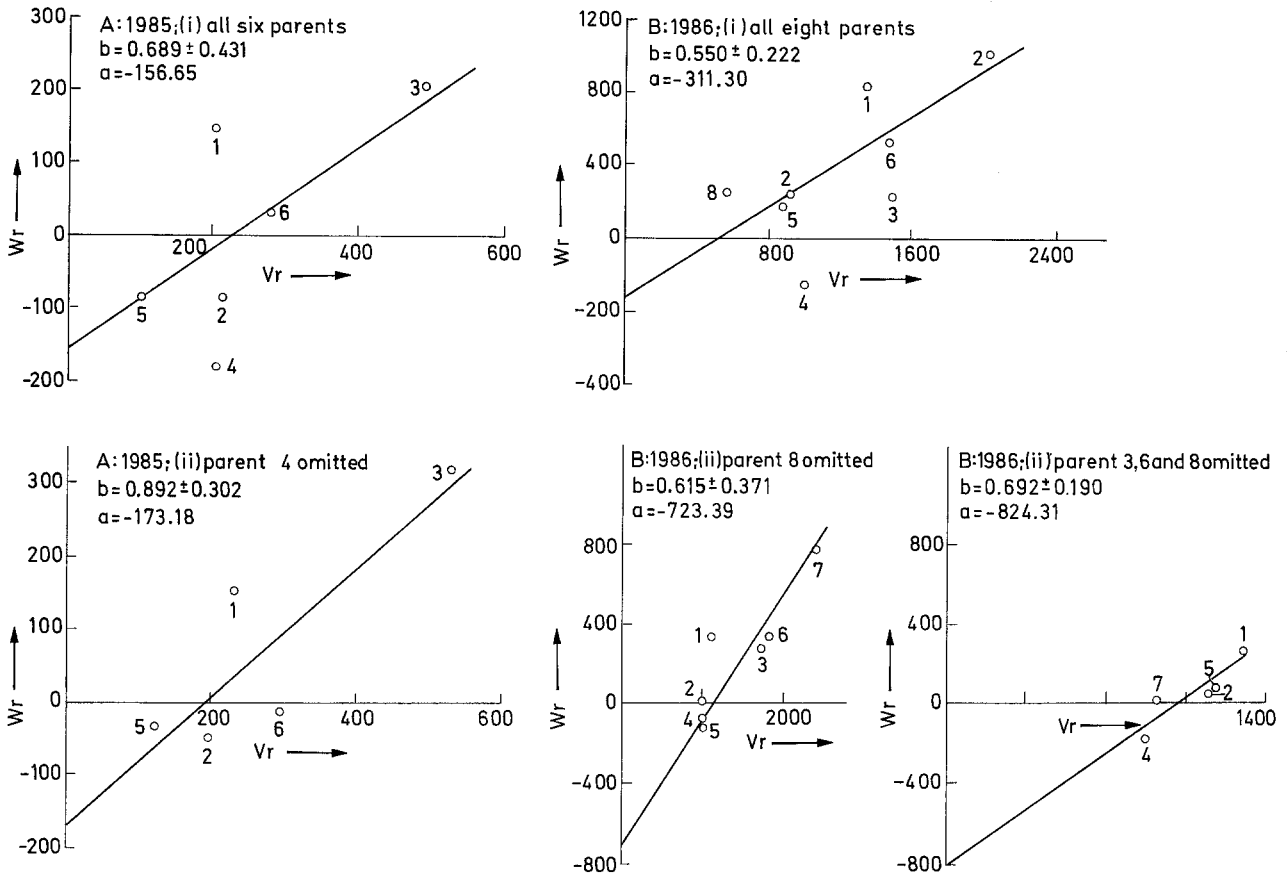 A:1985;(i) all six parents
b=0.689±0.431
a=-156.65
300
200
100
0
-100
-200
Wr
200
400
600
Vr
1
2
3
4
5
6
B:1986;(i) all eight parents
b=0.550±0.222
a=-311.30
1200
800
400
0
-200
-400
Wr
800
1600
2400
Vr
2
1
6
3
2
5
8
4
A:1985;(ii) parent 4 omitted
b=0.892±0.302
a=-173.18
300
200
100
0
-100
-200
Wr
200
400
600
Vr
3
1
5
2
6
B:1986;(ii) parent 8 omitted
b=0.615±0.371
a=-723.39
800
400
0
-400
-800
Wr
2000
Vr
7
1
6
3
2
4
5
B:1986;(ii) parent 3,6 and 8 omitted
b=0.692±0.190
a=-824.31
800
400
0
-400
-800
Wr
1400
Vr
1
5
2
7
4